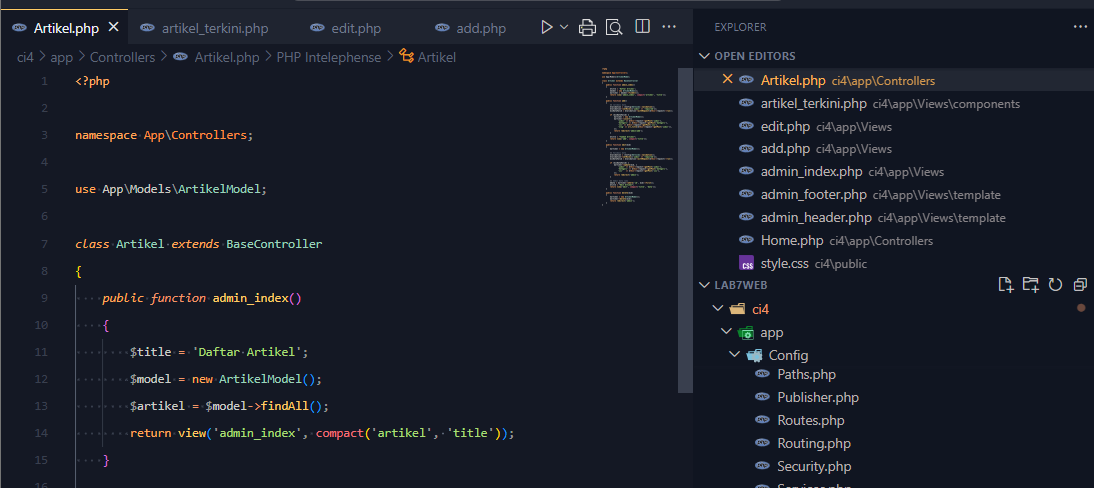 Artikel.php
artikel_terkini.php
edit.php
add.php
ci4 > app > Controllers > Artikel.php > PHP Intelephense > Artikel
1 <?php
2
3 namespace App\Controllers;
4
5 use App\Models\ArtikelModel;
6
7 class Artikel extends BaseController
8 {
9 public function admin_index()
10 {
11 $title = 'Daftar Artikel';
12 $model = new ArtikelModel();
13 $artikel = $model->findAll();
14 return view('admin_index', compact('artikel', 'title'));
15 }
16
EXPLORER
OPEN EDITORS
Artikel.php ci4\app\Controllers
artikel_terkini.php ci4\app\Views\components
edit.php ci4\app\Views
add.php ci4\app\Views
admin_index.php ci4\app\Views
admin_footer.php ci4\app\Views\template
admin_header.php ci4\app\Views\template
Home.php ci4\app\Controllers
style.css ci4\public
LAB7WEB
ci4
app
Config
Paths.php
Publisher.php
Routes.php
Routing.php
Security.php
Services.php